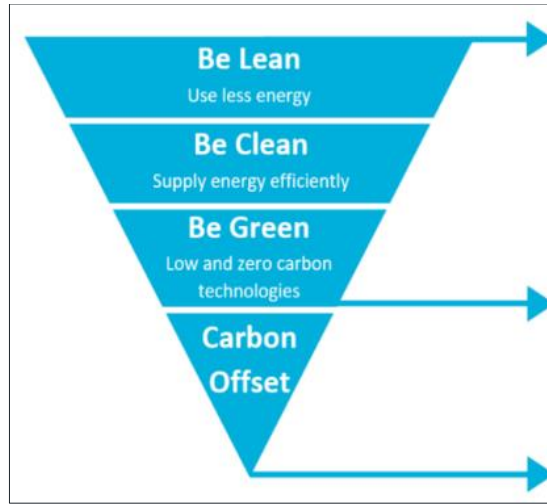 Be Lean
Use less energy
Be Clean
Supply energy efficiently
Be Green
Low and zero carbon
technologies
Carbon
Offset